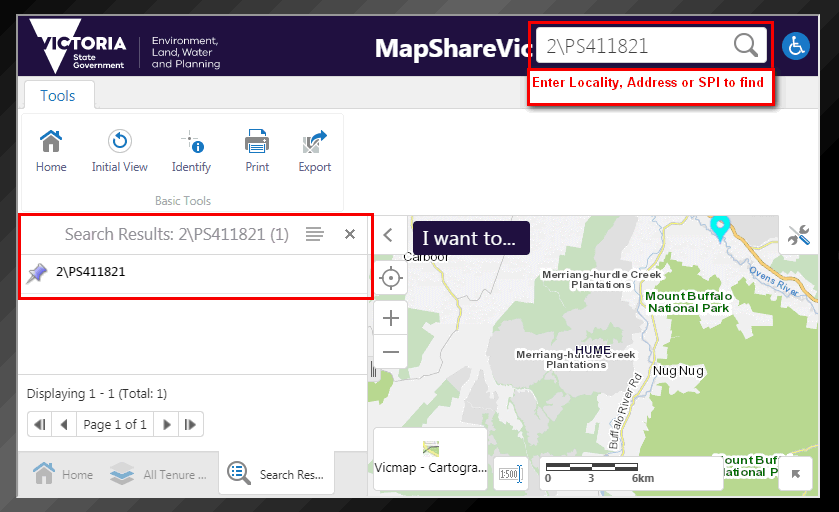 VICTORIA
State
Government
Environment,
Land, Water
and Planning
MapShareVic
2\PS411821
Enter Locality, Address or SPI to find
Tools
Home
Initial View
Identify
Print
Export
Basic Tools
Search Results: 2\PS411821 (1)
2\PS411821
Displaying 1 - 1 (Total: 1)
Page 1 of 1
Home
All Tenure ...
Search Res...
I want to...
Carboor
Merriang-hurdle Creek
Plantations
Ovens River
Mount Buffalo
National Park
HUME
Merriang-hurdle Creek
Plantations
Nug Nug
Buffalo River Rd
Mount Buff
National P
Vicmap - Cartogra...
1:500
0 3 6km